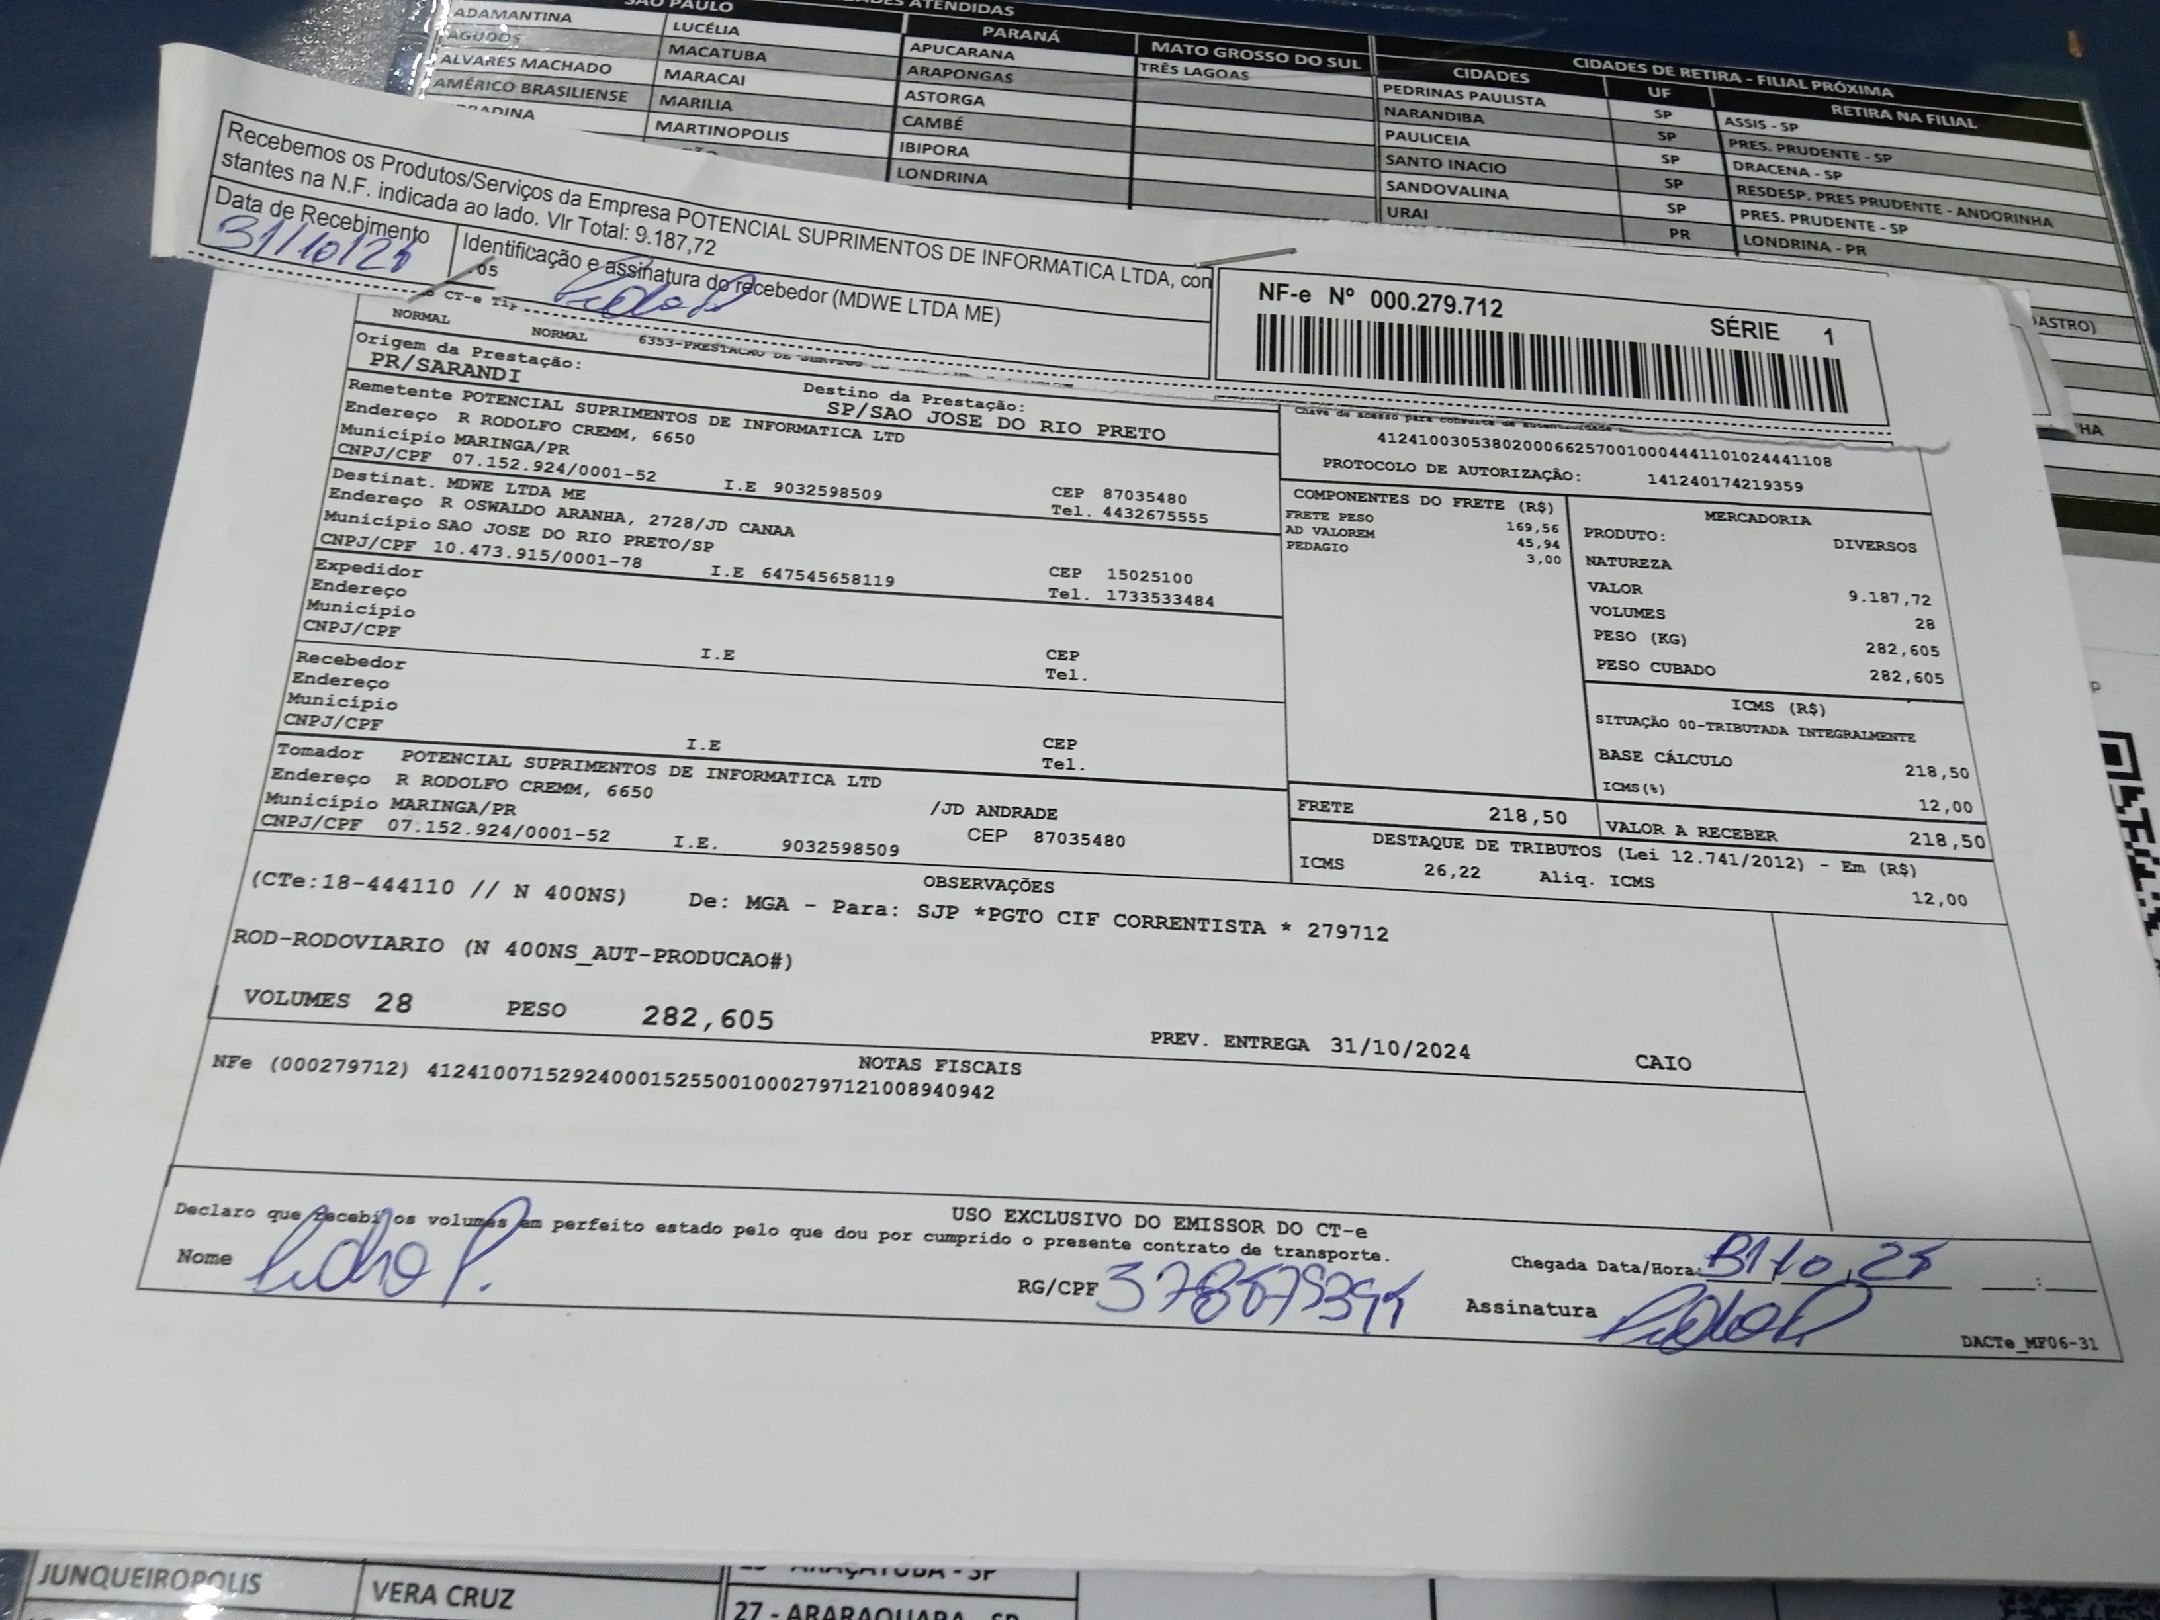 SAO PAULO
ATENDIDAS
ADAMANTINA LUCÉLIA PARANÁ MATO GROSSO DO SUL CIDADES DE RETIRA - FILIAL PRÓXIMA
AGUDOS MACATUBA APUCARANA TRÊS LAGOAS CIDADES UF RETIRA NA FILIAL
ALVARES MACHADO MARACAI ARAPONGAS PEDRINAS PAULISTA SP ASSIS - SP
AMÉRICO BRASILIENSE MARILIA ASTORGA NARANDIBA SP PRES. PRUDENTE - SP
MARTINOPOLIS CAMBÉ PAULICEIA SP DRACENA - SP
IBIPORA SANTO INACIO SP RESDESP. PRES PRUDENTE - ANDORINHA
LONDRINA SANDOVALINA SP PRES. PRUDENTE - SP
URAI PR LONDRINA - PR
Recebemos os Produtos/Serviços da Empresa POTENCIAL SUPRIMENTOS DE INFORMATICA LTDA, con
stantes na N.F. indicada ao lado. Vlr Total: 9.187,72
Data de Recebimento Identificação e assinatura do recebedor (MDWE LTDA ME)
NF-e Nº 000.279.712
SÉRIE 1
NORMAL NORMAL
Origem da Prestação: Destino da Prestação:
PR/SARANDI SP/SAO JOSE DO RIO PRETO
Remetente POTENCIAL SUPRIMENTOS DE INFORMATICA LTD
Endereço R RODOLFO CREMM, 6650
Município MARINGA/PR CEP 87035480
CNPJ/CPF 07.152.924/0001-52 I.E 9032598509 Tel. 4432675555
Destinat. MDWE LTDA ME
Endereço R OSWALDO ARANHA, 2728/JD CANAA
Município SAO JOSE DO RIO PRETO/SP CEP 15025100
CNPJ/CPF 10.473.915/0001-78 I.E 647545658119 Tel. 1733533484
Expedidor
Endereço
Município CEP
CNPJ/CPF I.E Tel.
Recebedor
Endereço
Município CEP
CNPJ/CPF I.E Tel.
Tomador POTENCIAL SUPRIMENTOS DE INFORMATICA LTD
Endereço R RODOLFO CREMM, 6650 /JD ANDRADE
Município MARINGA/PR CEP 87035480
CNPJ/CPF 07.152.924/0001-52 I.E. 9032598509
Chave de acesso para consulta de autenticidade
41241003053802000662570010004441101024441108
PROTOCOLO DE AUTORIZAÇÃO: 141240174219359
COMPONENTES DO FRETE (R$)
FRETE PESO 169,56
AD VALOREM 45,94
PEDAGIO 3,00
MERCADORIA
PRODUTO: DIVERSOS
NATUREZA
VALOR 9.187,72
VOLUMES 28
PESO (KG) 282,605
PESO CUBADO 282,605
ICMS (R$)
SITUAÇÃO 00-TRIBUTADA INTEGRALMENTE
BASE CÁLCULO 218,50
ICMS(%) 12,00
FRETE 218,50 VALOR A RECEBER 218,50
DESTAQUE DE TRIBUTOS (Lei 12.741/2012) - Em (R$)
ICMS 26,22 Aliq. ICMS 12,00
OBSERVAÇÕES
(CTe:18-444110 // N 400NS) De: MGA - Para: SJP *PGTO CIF CORRENTISTA * 279712
ROD-RODOVIARIO (N 400NS_AUT-PRODUCAO#)
VOLUMES 28 PESO 282,605 PREV. ENTREGA 31/10/2024 CAIO
NOTAS FISCAIS
NFe (000279712) 41241007152924000152550010002797121008940942
USO EXCLUSIVO DO EMISSOR DO CT-e
Declaro que recebi os volumes em perfeito estado pelo que dou por cumprido o presente contrato de transporte.
Nome RG/CPF Chegada Data/Hora:
Assinatura
DACTe_MF06-31
JUNQUEIROPOLIS VERA CRUZ
27 - ARARAQUARA - SP